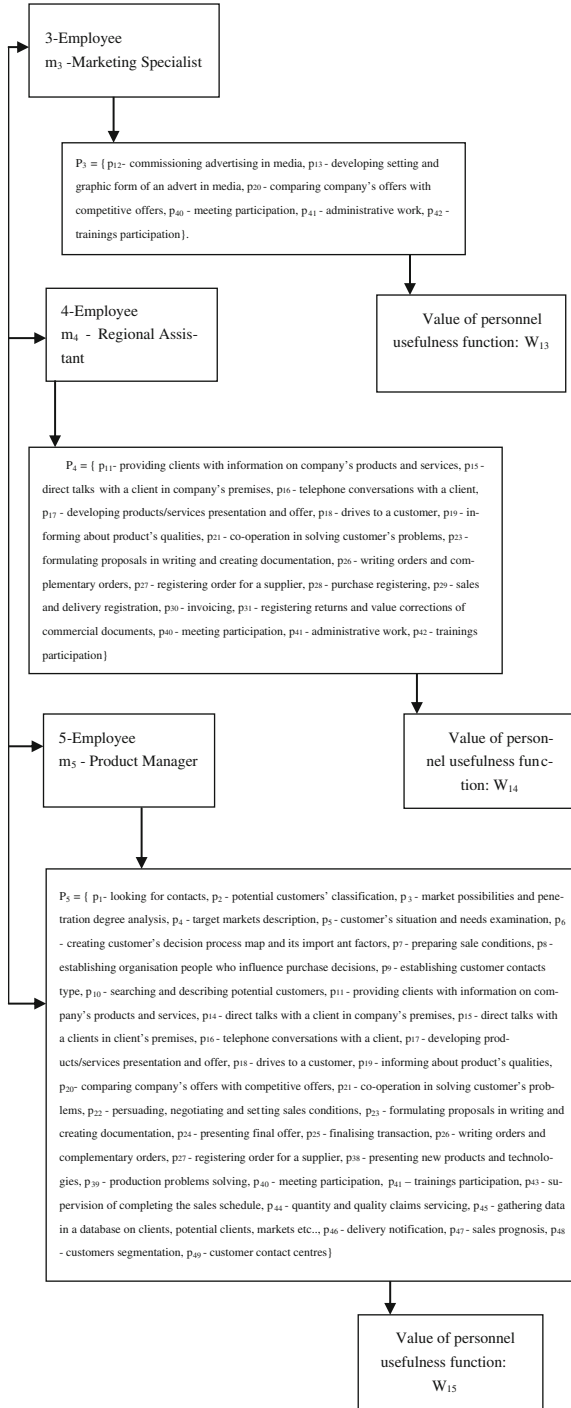 3-Employee
m3 -Marketing Specialist
P3 = { p12- commissioning advertising in media, p13 - developing setting and
graphic form of an advert in media, p20 - comparing company's offers with
competitive offers, p40 - meeting participation, p41 - administrative work, p42 -
trainings participation}.
4-Employee
m4 - Regional Assis-
tant
Value of personnel
usefulness function: W13
P4 = { p11- providing clients with information on company's products and services, p15 -
direct talks with a client in company's premises, p16 - telephone conversations with a client,
p17 - developing products/services presentation and offer, p18 - drives to a customer, p19 - in-
forming about product's qualities, p21 - co-operation in solving customer's problems, p23 -
formulating proposals in writing and creating documentation, p26 - writing orders and com-
plementary orders, p27 - registering order for a supplier, p28 - purchase registering, p29 - sales
and delivery registration, p30 - invoicing, p31 - registering returns and value corrections of
commercial documents, p40 - meeting participation, p41 - administrative work, p42 - trainings
participation}
5-Employee
m5 - Product Manager
Value of person-
nel usefulness func-
tion: W14
P5 = { p1- looking for contacts, p2 - potential customers' classification, p3 - market possibilities and pene-
tration degree analysis, p4 - target markets description, p5 - customer's situation and needs examination, p6
- creating customer's decision process map and its import ant factors, p7 - preparing sale conditions, p8 -
establishing organisation people who influence purchase decisions, p9 - establishing customer contacts
type, p10 - searching and describing potential customers, p11 - providing clients with information on com-
pany's products and services, p14 - direct talks with a client in company's premises, p15 - direct talks with
a clients in client's premises, p16 - telephone conversations with a client, p17 - developing prod-
ucts/services presentation and offer, p18 - drives to a customer, p19 - informing about product's qualities,
p20- comparing company's offers with competitive offers, p21 - co-operation in solving customer's prob-
lems, p22 - persuading, negotiating and setting sales conditions, p23 - formulating proposals in writing and
creating documentation, p24 - presenting final offer, p25 - finalising transaction, p26 - writing orders and
complementary orders, p27 - registering order for a supplier, p38 - presenting new products and technolo-
gies, p39 - production problems solving, p40 - meeting participation, p41 – trainings participation, p43 - su-
pervision of completing the sales schedule, p44 - quantity and quality claims servicing, p45 - gathering data
in a database on clients, potential clients, markets etc.., p46 - delivery notification, p47 - sales prognosis, p48
- customers segmentation, p49 - customer contact centres}
Value of personnel
usefulness function:
W15